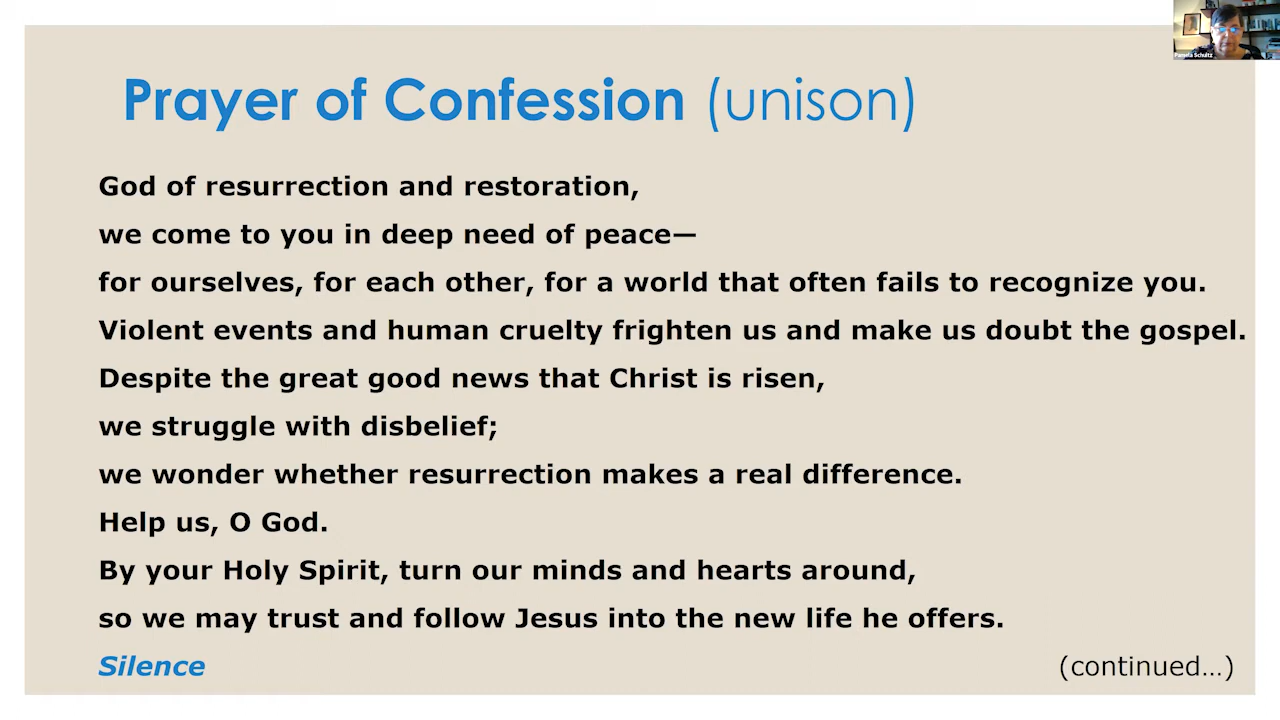 Pamela Schultz
Prayer of Confession (unison)
God of resurrection and restoration,
we come to you in deep need of peace—
for ourselves, for each other, for a world that often fails to recognize you.
Violent events and human cruelty frighten us and make us doubt the gospel.
Despite the great good news that Christ is risen,
we struggle with disbelief;
we wonder whether resurrection makes a real difference.
Help us, O God.
By your Holy Spirit, turn our minds and hearts around,
so we may trust and follow Jesus into the new life he offers.
Silence
(continued…)